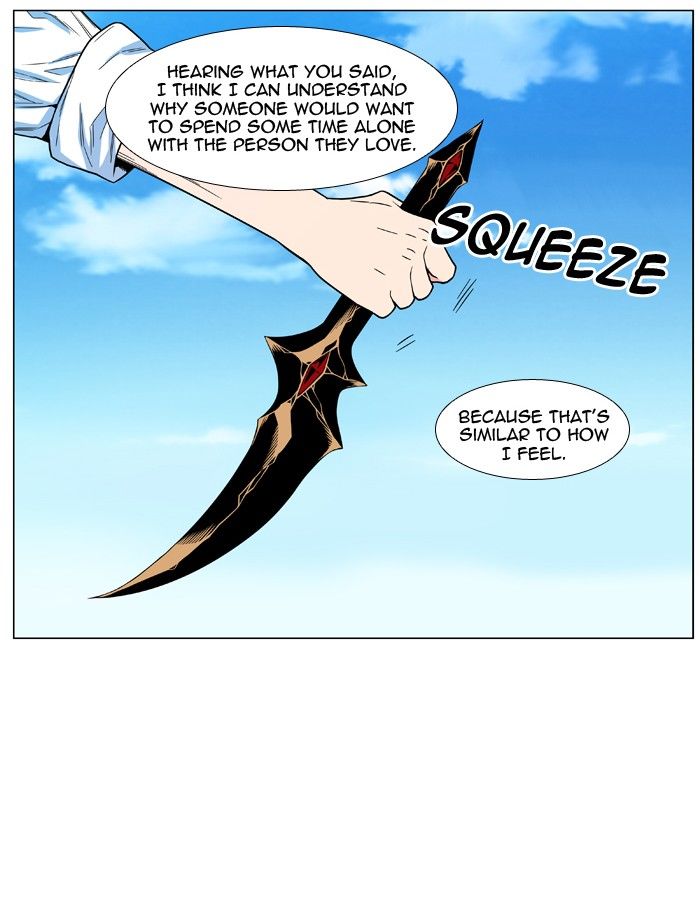 HEARING WHAT YOU SAID,
I THINK I CAN UNDERSTAND
WHY SOMEONE WOULD WANT
TO SPEND SOME TIME ALONE
WITH THE PERSON THEY LOVE.
SQUEEZE
BECAUSE THAT'S
SIMILAR TO HOW
I FEEL.